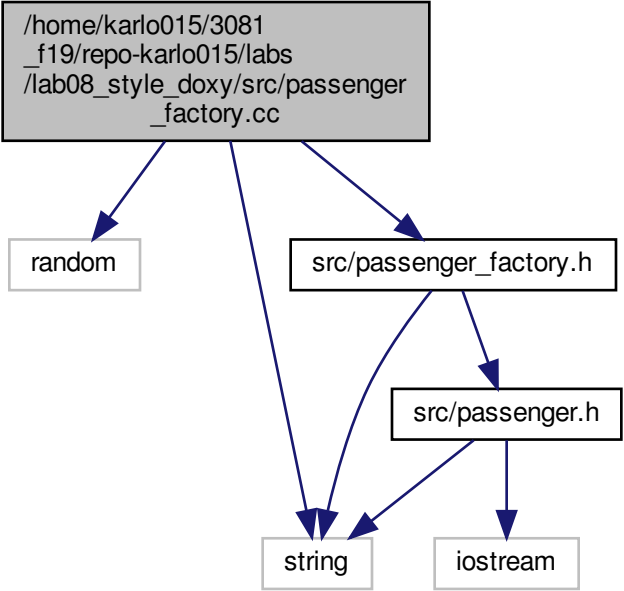 /home/karlo015/3081
_f19/repo-karlo015/labs
/lab08_style_doxy/src/passenger
_factory.cc
random
src/passenger_factory.h
src/passenger.h
string
iostream